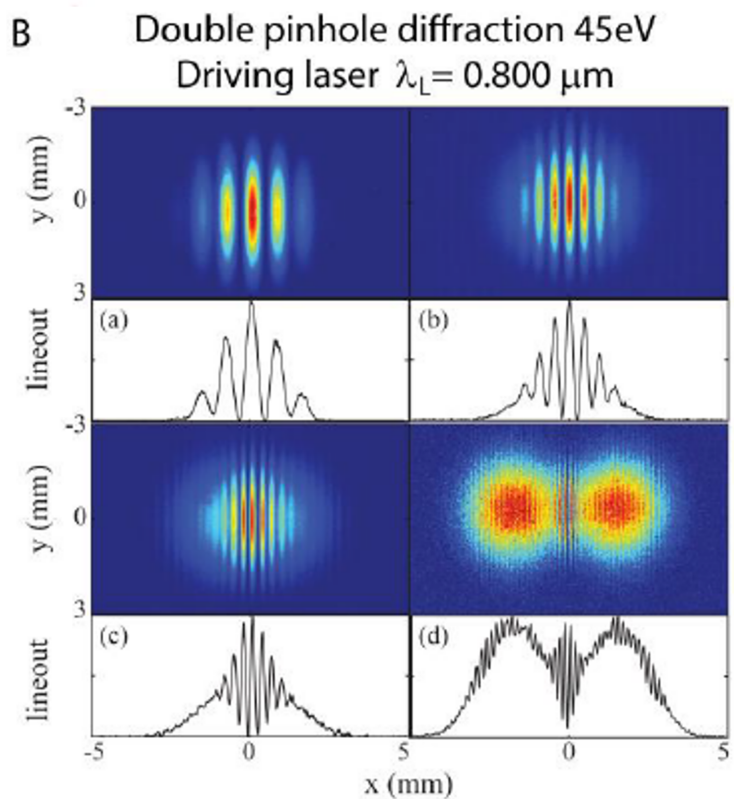 B
Double pinhole diffraction 45eV
Driving laser λL= 0.800 μm
-3
y (mm)
0
3
(a)
(b)
lineout
-3
y (mm)
0
3
(c)
(d)
lineout
-5
0
5
0
5
x (mm)